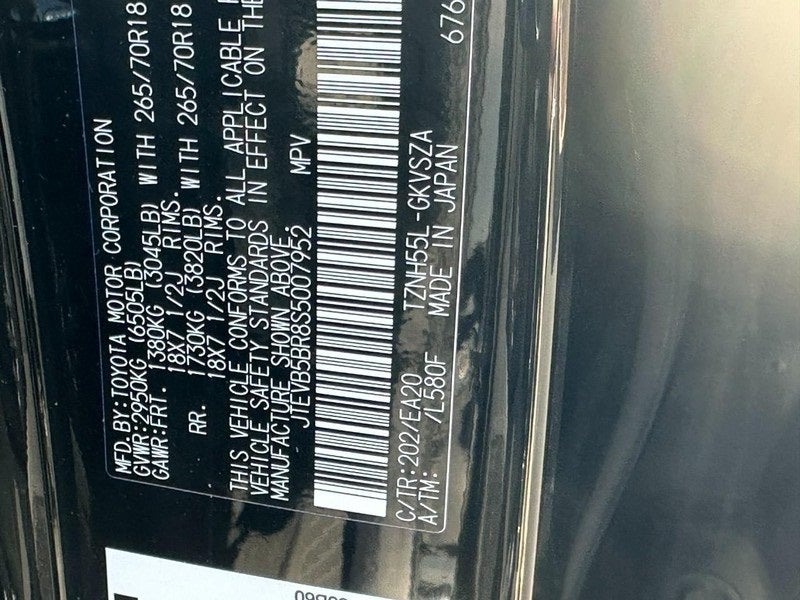 MFD.BY:TOYOTA MOTOR CORPORATION
GVWR:2950KG (6505LB)
GAWR:FRT. 1380KG (3045LB) WITH 265/70R18
18X7 1/2J RIMS.
RR. 1730KG (3820LB) WITH 265/70R18
18X7 1/2J RIMS.
THIS VEHICLE CONFORMS TO ALL APPLICABLE
VEHICLE SAFETY STANDARDS IN EFFECT ON THE
MANUFACTURE SHOWN ABOVE.
JTEVB5BR8S5007952 MPV
C/TR:202/EA20 TZNH55L-GKVSZA 676
A/TM: /L580F MADE IN JAPAN